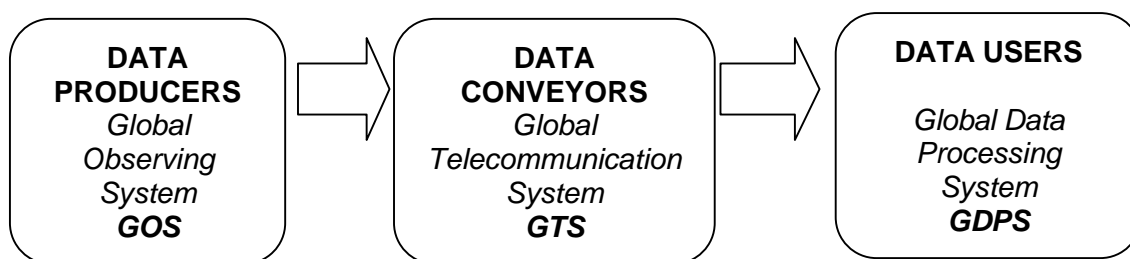 DATA
PRODUCERS
Global
Observing
System
GOS
DATA
CONVEYORS
Global
Telecommunication
System
GTS
DATA USERS
Global Data
Processing
System
GDPS